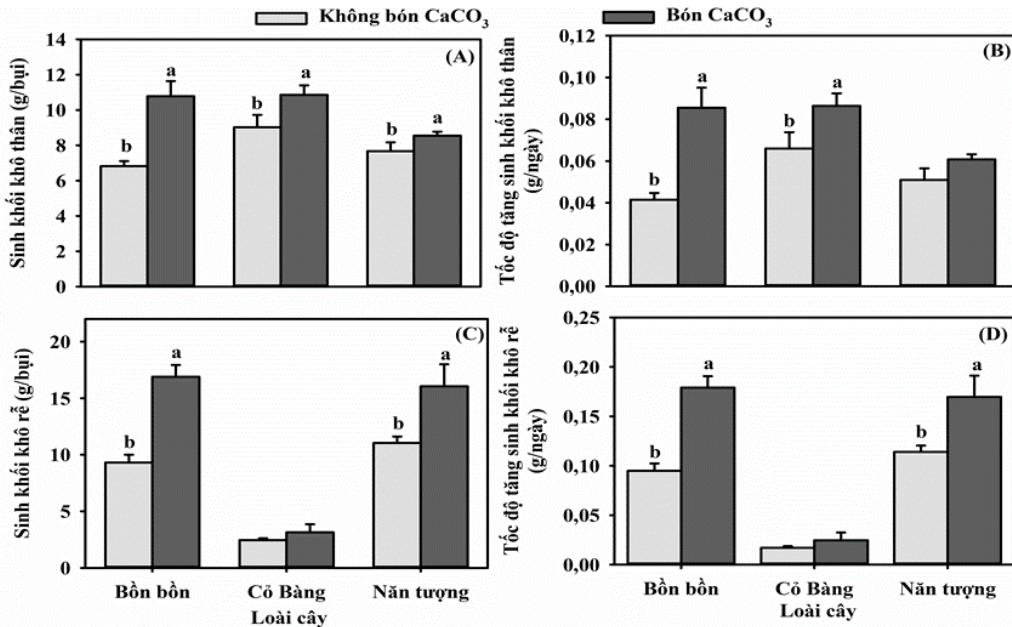 Không bón CaCO3
Bón CaCO3
Sinh khối khô thân (g/bụi)
14
12
10
8
6
4
2
0
(A)
b
a
b
a
b
a
Tốc độ tăng sinh khối khô thân
(g/ngày)
0,12
0,10
0,08
0,06
0,04
0,02
0,00
(B)
b
a
b
a
Sinh khối khô rễ (g/bụi)
20
15
10
5
0
(C)
b
a
b
a
Bồn bồn
Cỏ Bàng
Năn tượng
Loài cây
Tốc độ tăng sinh khối khô rễ
(g/ngày)
0,25
0,20
0,15
0,10
0,05
0,00
(D)
b
a
b
a
Bồn bồn
Cỏ Bàng
Năn tượng
Loài cây